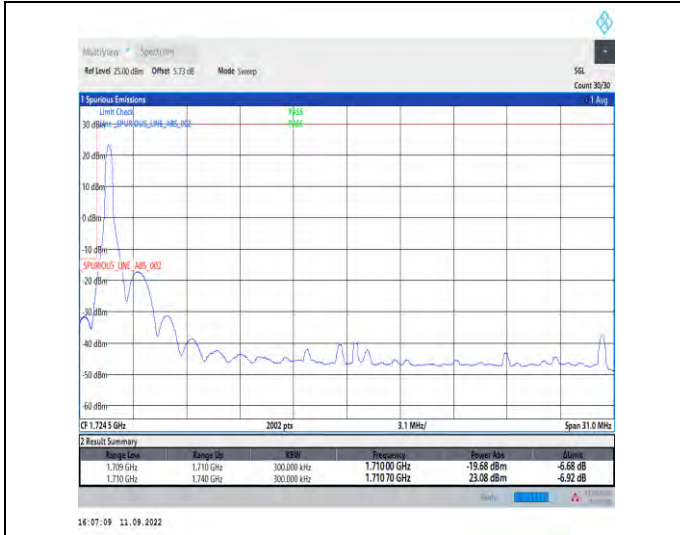 MultiView Spectrum
Ref Level 25.00 dBm Offset 5.73 dB Mode Sweep SGL
Count 30/30
1 Spurious Emissions 1 Avg
Limit Check PASS
30 dBm Line _SPURIOUS_LINE_ABS_002 PASS
20 dBm
10 dBm
0 dBm
-10 dBm
_SPURIOUS_LINE_ABS_002
-20 dBm
-30 dBm
-40 dBm
-50 dBm
-60 dBm
CF 1.7245 GHz 2002 pts 3.1 MHz/ Span 31.0 MHz
2 Result Summary
Range Low Range Up RBW Frequency Power Abs ΔLimit
1.709 GHz 1.710 GHz 300.000 kHz 1.71000 GHz -19.68 dBm -6.68 dB
1.710 GHz 1.740 GHz 300.000 kHz 1.71070 GHz 23.08 dBm -6.92 dB
Ready
16:07:09 11.09.2022